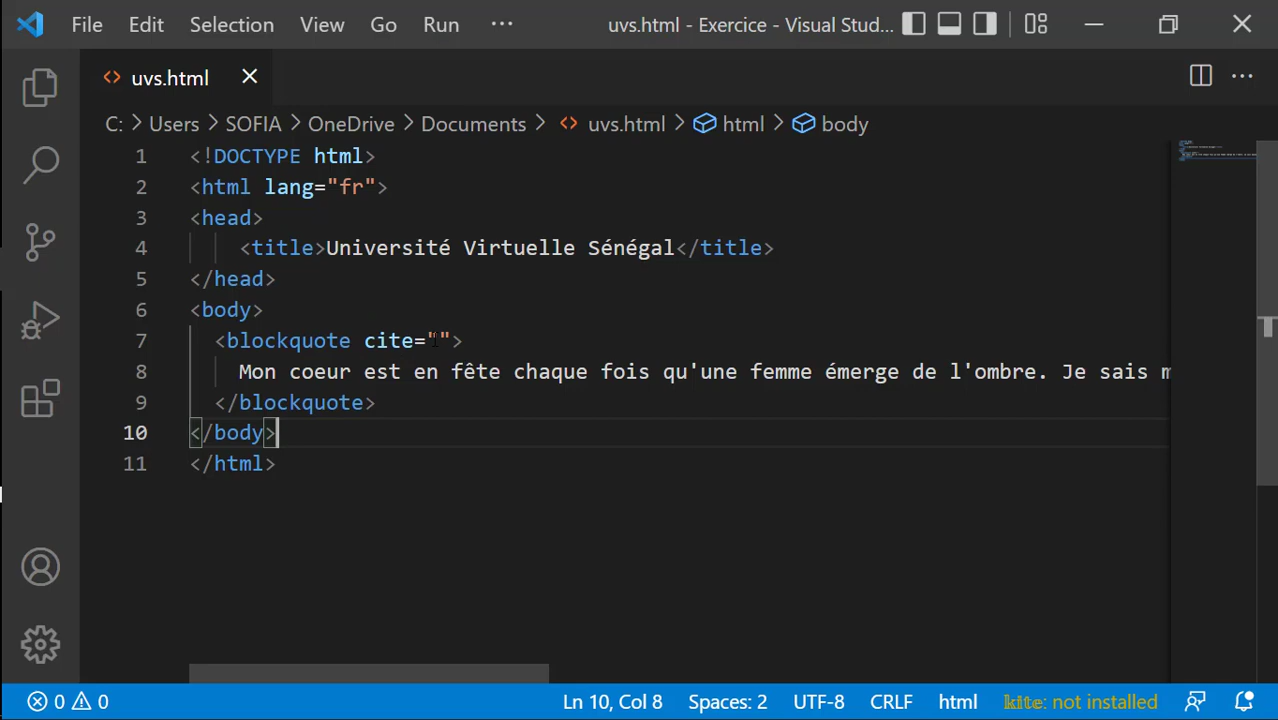 File Edit Selection View Go Run ··· uvs.html - Exercice - Visual Stud...
uvs.html
C: > Users > SOFIA > OneDrive > Documents > uvs.html > html > body
1 <!DOCTYPE html>
2 <html lang="fr">
3 <head>
4 <title>Université Virtuelle Sénégal</title>
5 </head>
6 <body>
7 <blockquote cite="">
8 Mon coeur est en fête chaque fois qu'une femme émerge de l'ombre. Je sais m
9 </blockquote>
10 </body>
11 </html>
0 0 Ln 10, Col 8 Spaces: 2 UTF-8 CRLF html kite: not installed